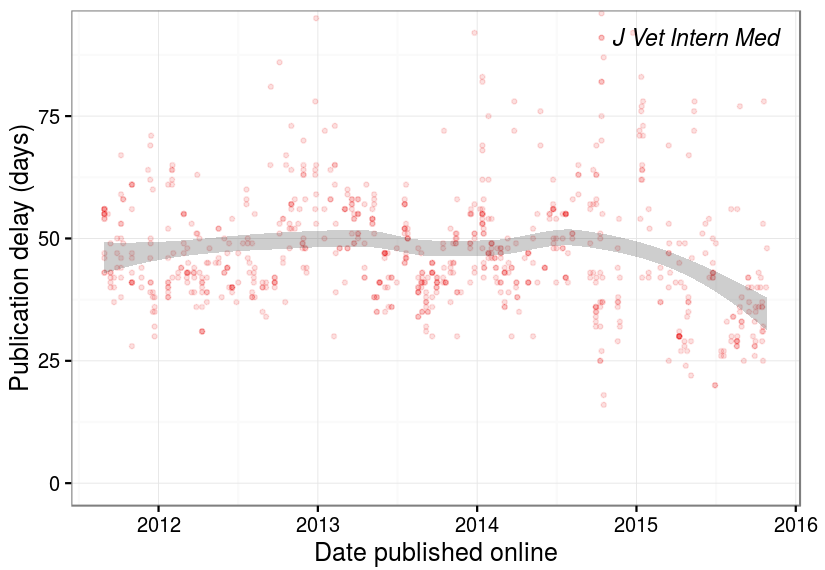 J Vet Intern Med
Publication delay (days)
75
50
25
0
2012 2013 2014 2015 2016
Date published online